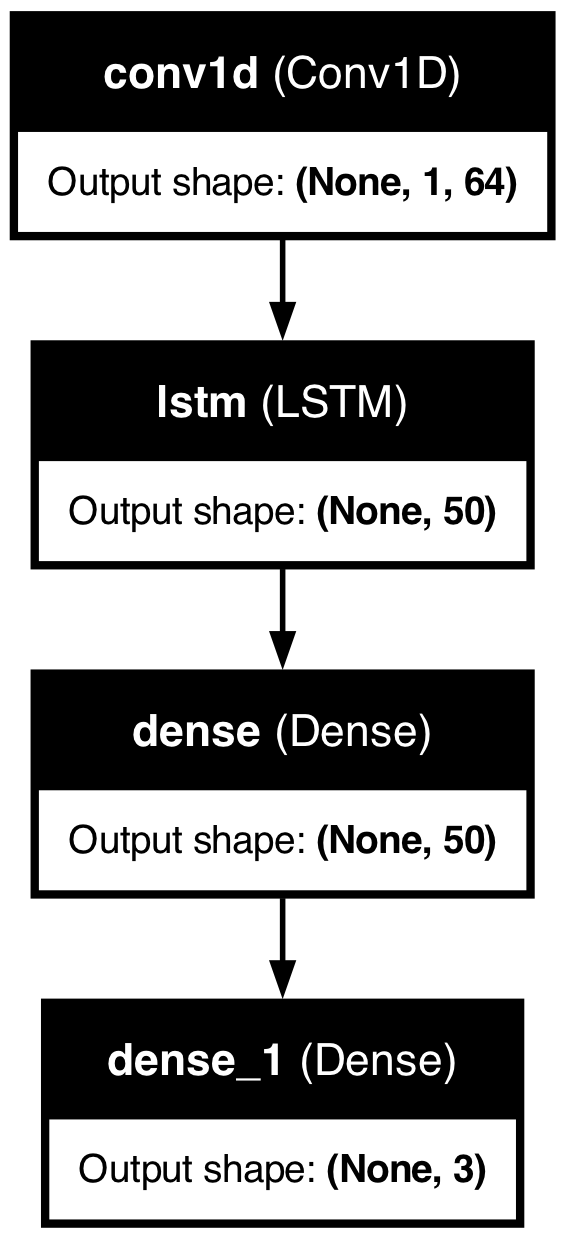 conv1d (Conv1D)
Output shape: (None, 1, 64)
lstm (LSTM)
Output shape: (None, 50)
dense (Dense)
Output shape: (None, 50)
dense_1 (Dense)
Output shape: (None, 3)